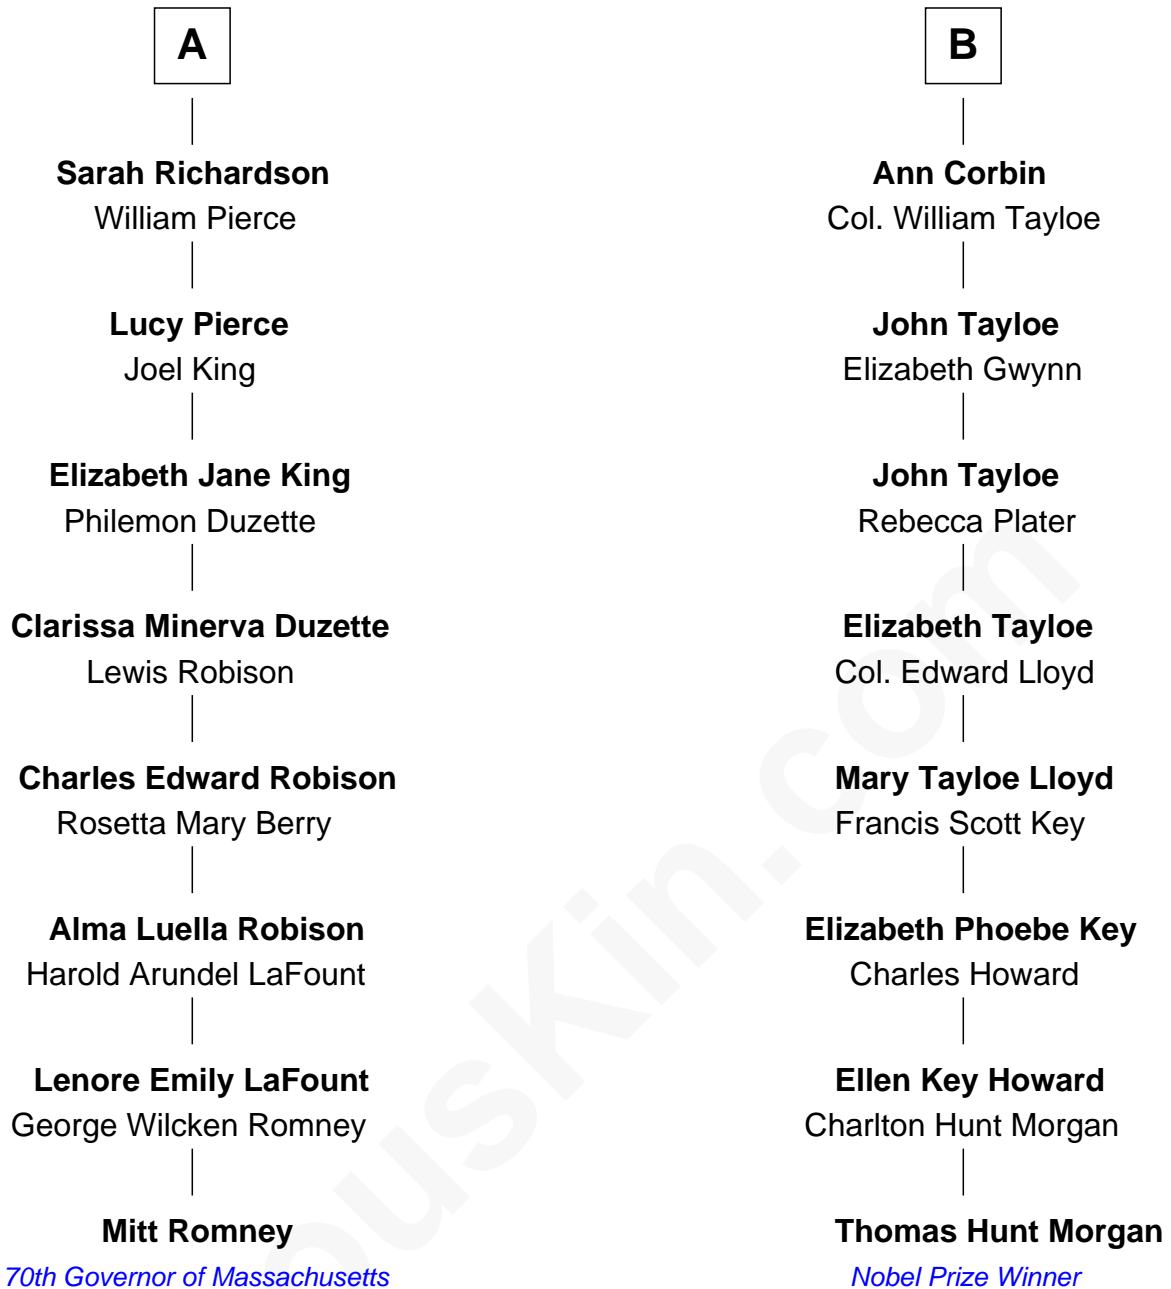 A
B
Sarah Richardson
William Pierce
Ann Corbin
Col. William Tayloe
Lucy Pierce
Joel King
John Tayloe
Elizabeth Gwynn
Elizabeth Jane King
Philemon Duzette
John Tayloe
Rebecca Plater
Clarissa Minerva Duzette
Lewis Robison
Elizabeth Tayloe
Col. Edward Lloyd
Charles Edward Robison
Rosetta Mary Berry
Mary Tayloe Lloyd
Francis Scott Key
Alma Luella Robison
Harold Arundel LaFount
Elizabeth Phoebe Key
Charles Howard
Lenore Emily LaFount
George Wilcken Romney
Ellen Key Howard
Charlton Hunt Morgan
Mitt Romney
70th Governor of Massachusetts
Thomas Hunt Morgan
Nobel Prize Winner
ousKin.com